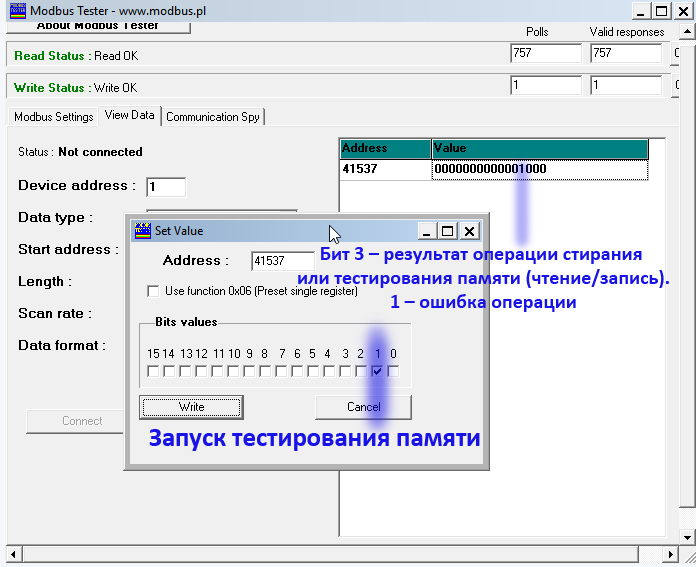 Modbus Tester - www.modbus.pl
About Modbus Tester
Polls
Valid responses
Read Status : Read OK
757
757
Write Status : Write OK
1
1
Modbus Settings
View Data
Communication Spy
Status : Not connected
Address
Value
41537
0000000000001000
Device address :
1
Data type :
Start address :
Length :
Scan rate :
Data format :
Connect
Set Value
Address :
41537
Use function 0x06 (Preset single register)
Bits values
15 14 13 12 11 10 9 8 7 6 5 4 3 2 1 0
Write
Cancel
Бит 3 – результат операции стирания
или тестирования памяти (чтение/запись).
1 – ошибка операции
Запуск тестирования памяти